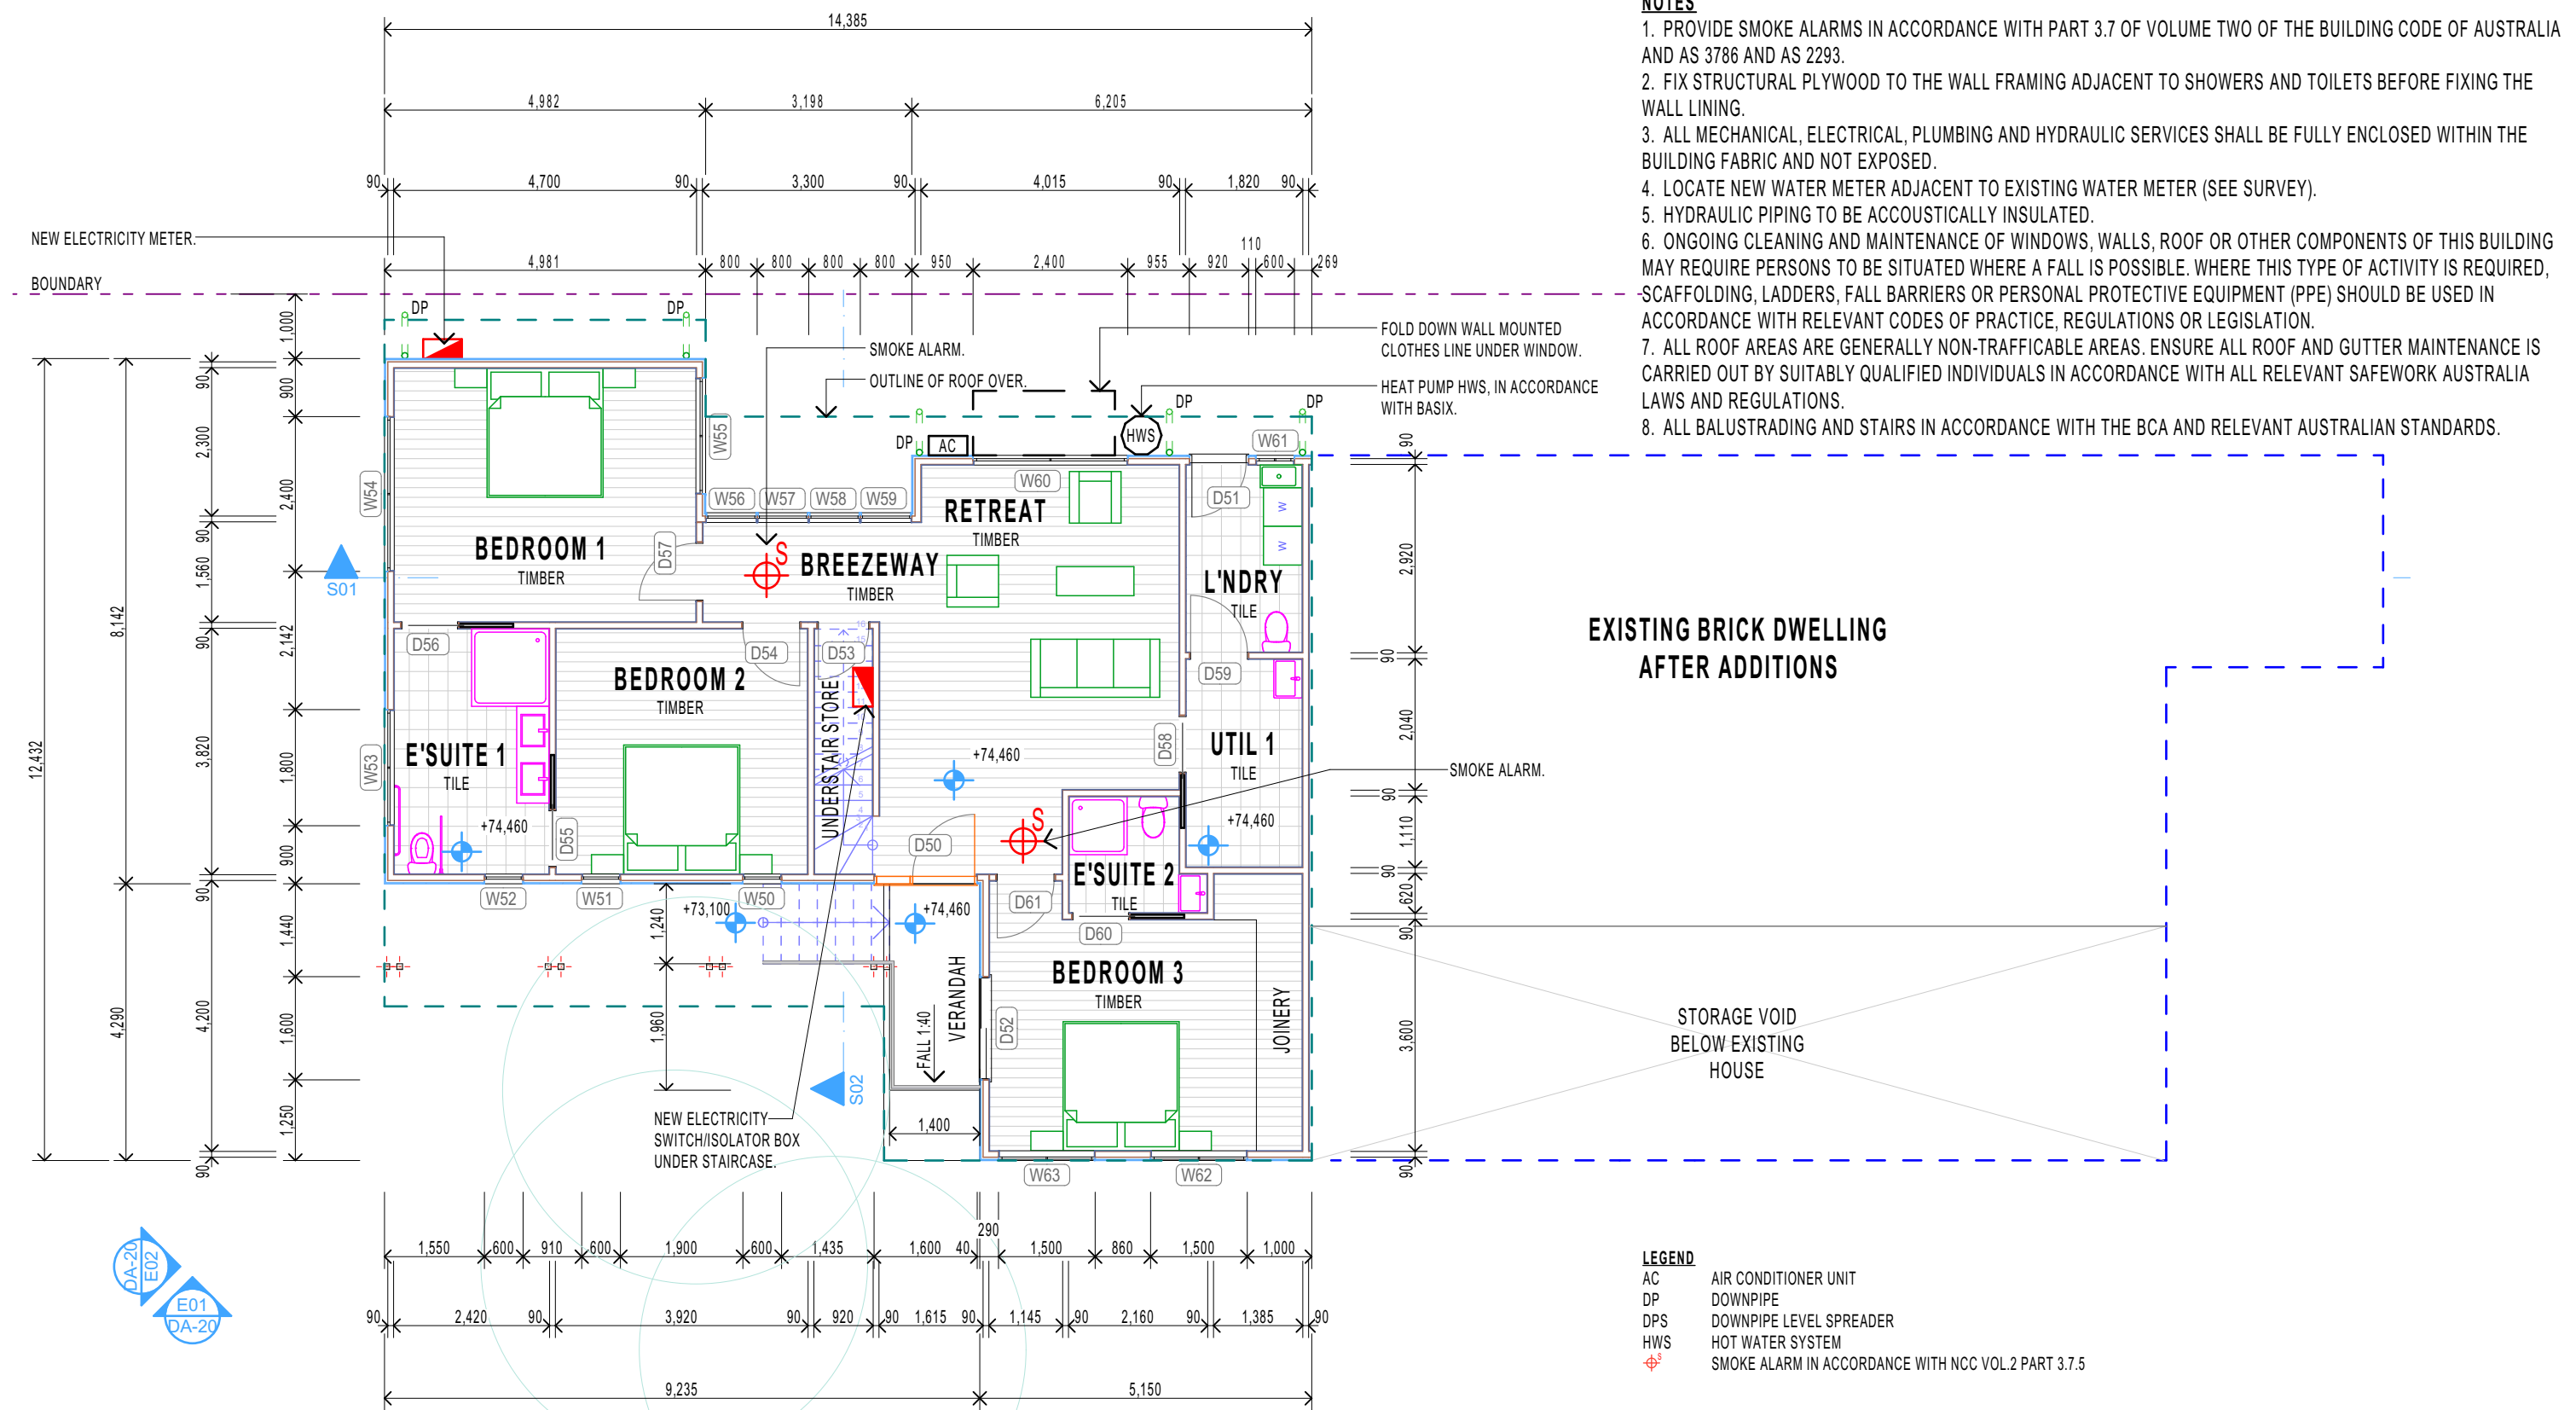 14,385
4,982
3,198
6,205
90
4,700
90
3,300
90
4,015
90
1,820
90
NEW ELECTRICITY METER.
110
4,981
800
800
800
800
950
2,400
955
920
600
269
BOUNDARY
NOTES
1. PROVIDE SMOKE ALARMS IN ACCORDANCE WITH PART 3.7 OF VOLUME TWO OF THE BUILDING CODE OF AUSTRALIA
AND AS 3786 AND AS 2293.
2. FIX STRUCTURAL PLYWOOD TO THE WALL FRAMING ADJACENT TO SHOWERS AND TOILETS BEFORE FIXING THE
WALL LINING.
3. ALL MECHANICAL, ELECTRICAL, PLUMBING AND HYDRAULIC SERVICES SHALL BE FULLY ENCLOSED WITHIN THE
BUILDING FABRIC AND NOT EXPOSED.
4. LOCATE NEW WATER METER ADJACENT TO EXISTING WATER METER (SEE SURVEY).
5. HYDRAULIC PIPING TO BE ACCOUSTICALLY INSULATED.
6. ONGOING CLEANING AND MAINTENANCE OF WINDOWS, WALLS, ROOF OR OTHER COMPONENTS OF THIS BUILDING
MAY REQUIRE PERSONS TO BE SITUATED WHERE A FALL IS POSSIBLE. WHERE THIS TYPE OF ACTIVITY IS REQUIRED,
SCAFFOLDING, LADDERS, FALL BARRIERS OR PERSONAL PROTECTIVE EQUIPMENT (PPE) SHOULD BE USED IN
ACCORDANCE WITH RELEVANT CODES OF PRACTICE, REGULATIONS OR LEGISLATION.
7. ALL ROOF AREAS ARE GENERALLY NON-TRAFFICABLE AREAS. ENSURE ALL ROOF AND GUTTER MAINTENANCE IS
CARRIED OUT BY SUITABLY QUALIFIED INDIVIDUALS IN ACCORDANCE WITH ALL RELEVANT SAFEWORK AUSTRALIA
LAWS AND REGULATIONS.
8. ALL BALUSTRADING AND STAIRS IN ACCORDANCE WITH THE BCA AND RELEVANT AUSTRALIAN STANDARDS.
DP
DP
SMOKE ALARM.
OUTLINE OF ROOF OVER.
FOLD DOWN WALL MOUNTED
CLOTHES LINE UNDER WINDOW.
HEAT PUMP HWS, IN ACCORDANCE
WITH BASIX.
DP
DP
DP
AC
HWS
W61
W55
W54
W56
W57
W58
W59
W60
D51
W
W
RETREAT
TIMBER
BEDROOM 1
TIMBER
D57
S
BREEZEWAY
TIMBER
L'NDRY
TILE
S01
D56
D54
D53
D59
BEDROOM 2
TIMBER
UNDERSTAIR STORE
E'SUITE 1
TILE
W53
+74,460
D55
+74,460
D58
UTIL 1
TILE
+74,460
SMOKE ALARM.
S
D50
E'SUITE 2
TILE
W52
W51
W50
+73,100
+74,460
D61
D60
BEDROOM 3
TIMBER
VERANDAH
FALL 1:40
D52
JOINERY
S02
1,240
1,960
1,400
NEW ELECTRICITY
SWITCH/ISOLATOR BOX
UNDER STAIRCASE.
W63
W62
EXISTING BRICK DWELLING
AFTER ADDITIONS
STORAGE VOID
BELOW EXISTING
HOUSE
12,432
8,142
4,290
90
2,300
90
1,560
90
3,820
90
4,200
90
1,000
900
2,400
2,142
1,800
900
1,440
1,600
1,250
90
2,920
90
2,040
90
1,110
90
620
90
3,600
90
290
1,550
600
910
600
1,900
600
1,435
1,600
40
1,500
860
1,500
1,000
90
2,420
90
3,920
90
920
90
1,615
90
1,145
90
2,160
90
1,385
90
9,235
5,150
DA-20
E02
E01
DA-20
LEGEND
AC AIR CONDITIONER UNIT
DP DOWNPIPE
DPS DOWNPIPE LEVEL SPREADER
HWS HOT WATER SYSTEM
S SMOKE ALARM IN ACCORDANCE WITH NCC VOL.2 PART 3.7.5